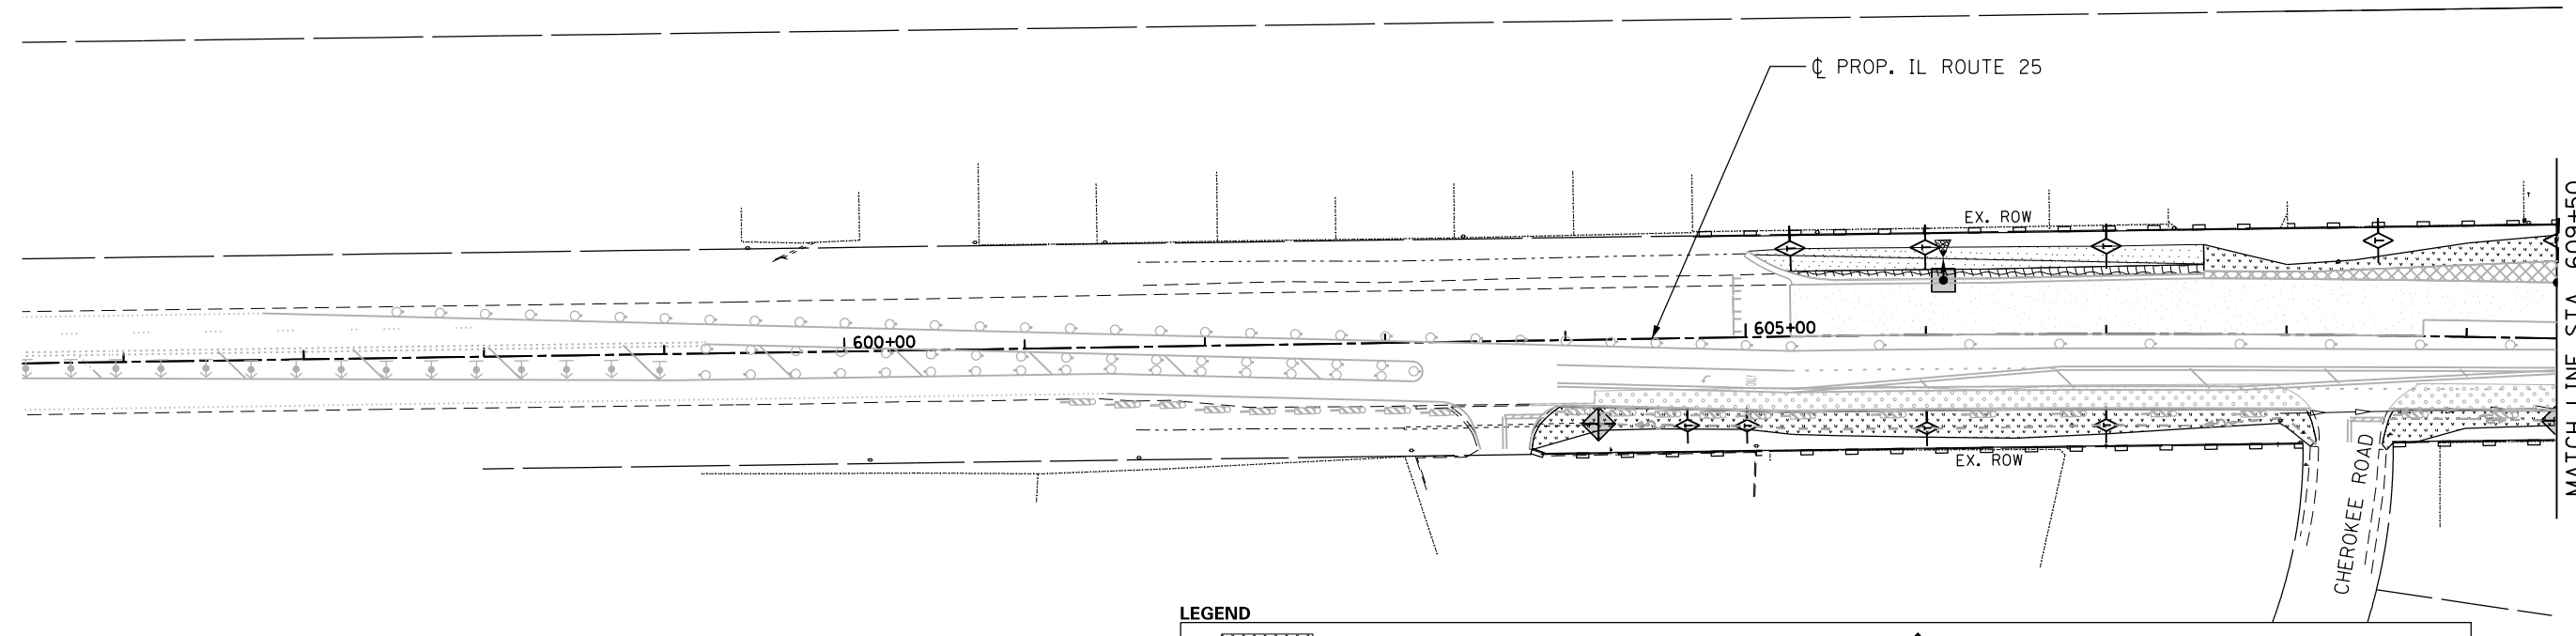 ℄ PROP. IL ROUTE 25
EX. ROW
600+00
605+00
EX. ROW
CHEROKEE ROAD
MATCH LINE STA 609+50
LEGEND